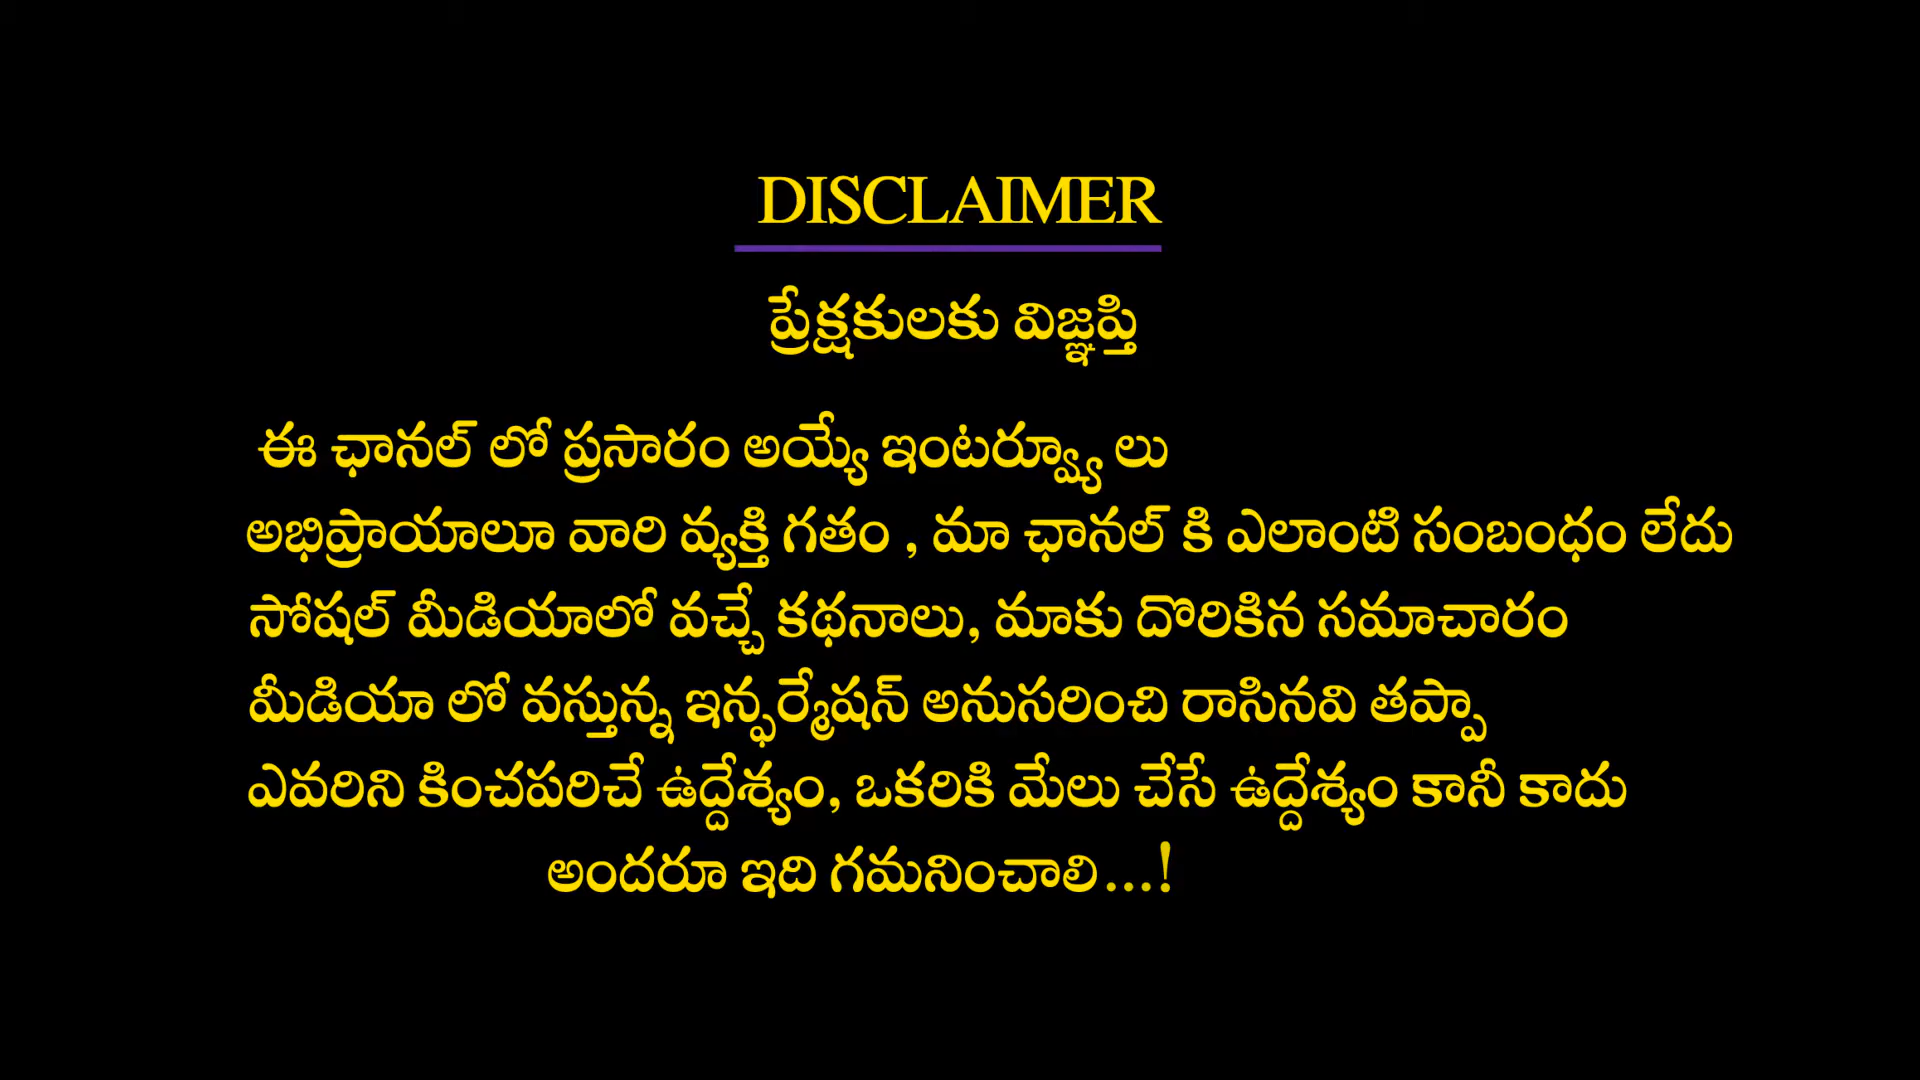 DISCLAIMER
ప్రేక్షకులకు విజ్ఞప్తి
ఈ ఛానల్ లో ప్రసారం అయ్యే ఇంటర్వ్యూ లు
అభిప్రాయాలూ వారి వ్యక్తి గతం , మా ఛానల్ కి ఎలాంటి సంబంధం లేదు
సోషల్ మీడియాలో వచ్చే కథనాలు, మాకు దొరికిన సమాచారం
మీడియా లో వస్తున్న ఇన్ఫర్మేషన్ అనుసరించి రాసినవి తప్పా
ఎవరిని కించపరిచే ఉద్దేశ్యం, ఒకరికి మేలు చేసే ఉద్దేశ్యం కానీ కాదు
అందరూ ఇది గమనించాలి...!